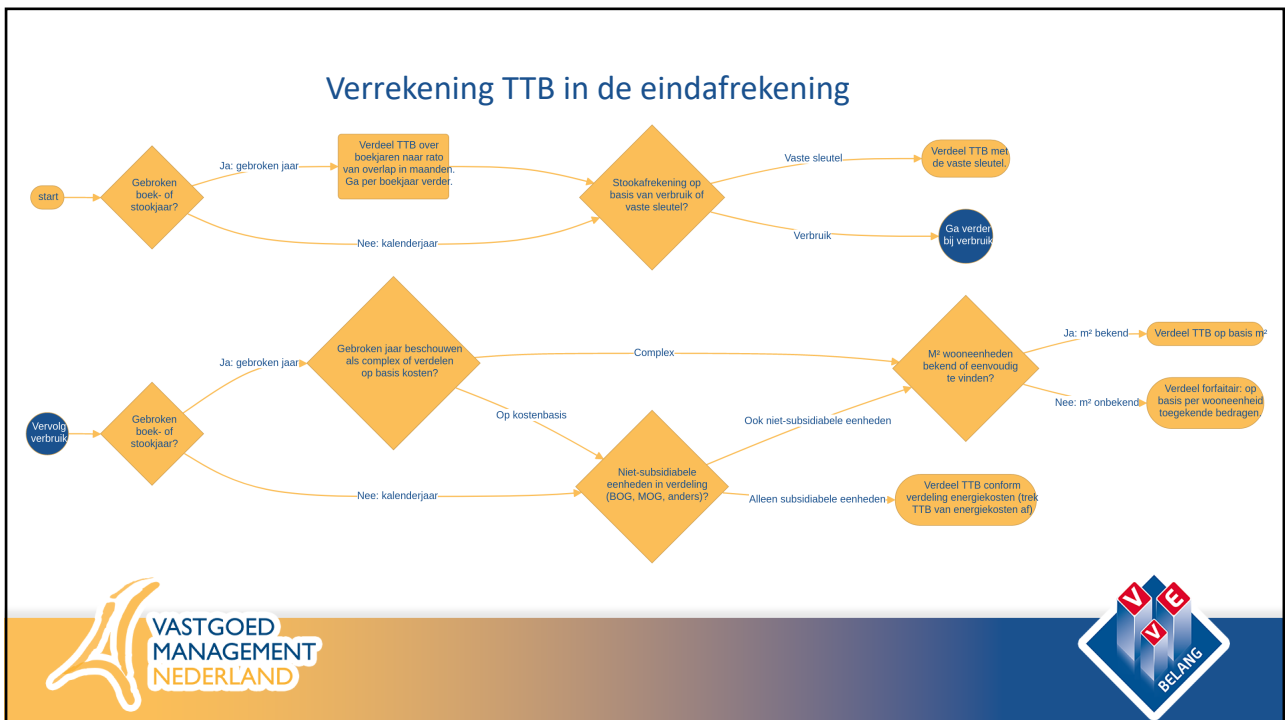 Verrekening TTB in de eindafrekening
start
Gebroken
boek- of
stookjaar?
Ja: gebroken jaar
Nee: kalenderjaar
Verdeel TTB over
boekjaren naar rato
van overlap in maanden.
Ga per boekjaar verder.
Stookafrekening op
basis van verbruik of
vaste sleutel?
Vaste sleutel
Verbruik
Verdeel TTB met
de vaste sleutel.
Ga verder
bij verbruik
Vervolg
verbruik
Gebroken
boek- of
stookjaar?
Ja: gebroken jaar
Nee: kalenderjaar
Gebroken jaar beschouwen
als complex of verdelen
op basis kosten?
Complex
Op kostenbasis
Niet-subsidiabele
eenheden in verdeling
(BOG, MOG, anders)?
Ook niet-subsidiabele eenheden
Alleen subsidiabele eenheden
M² wooneenheden
bekend of eenvoudig
te vinden?
Ja: m² bekend
Nee: m² onbekend
Verdeel TTB op basis m²
Verdeel forfaitair: op
basis per wooneenheid
toegekende bedragen.
Verdeel TTB conform
verdeling energiekosten (trek
TTB van energiekosten af)
VASTGOED
MANAGEMENT
NEDERLAND
V V E
BELANG